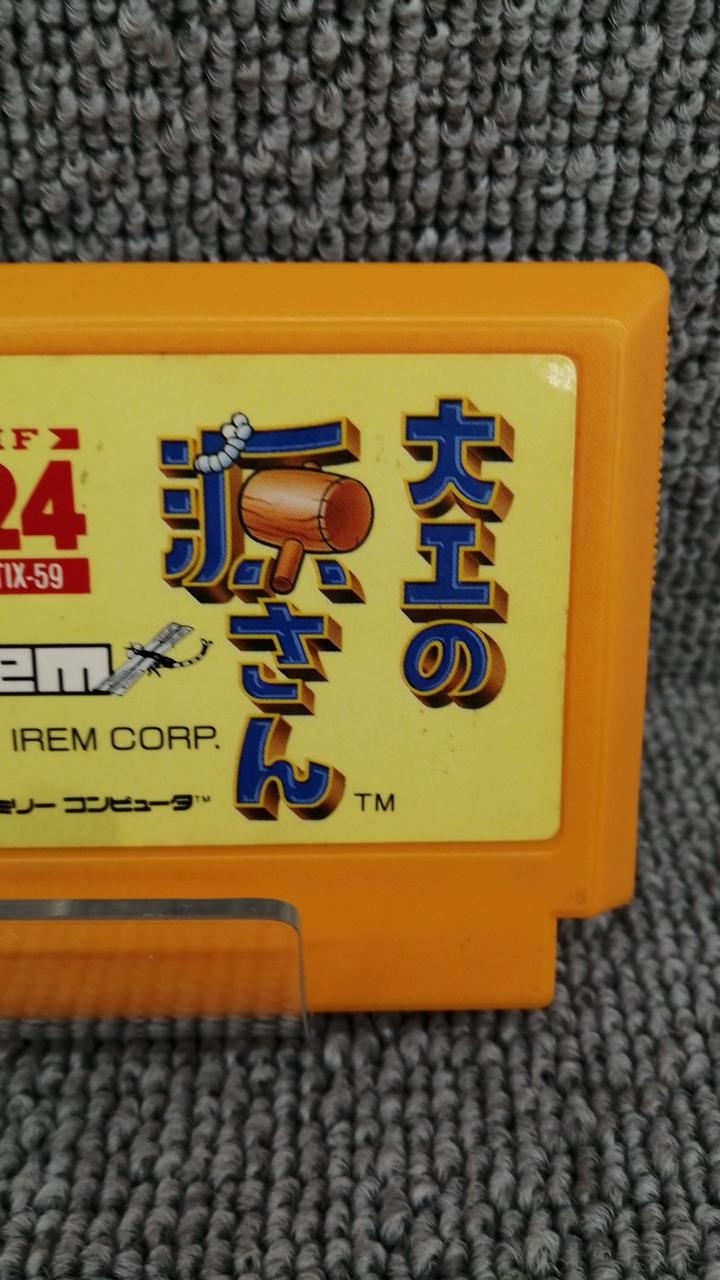 大工の
源さん
TM
IF
24
TIX-59
em
IREM CORP.
ミリー コンピュータ™